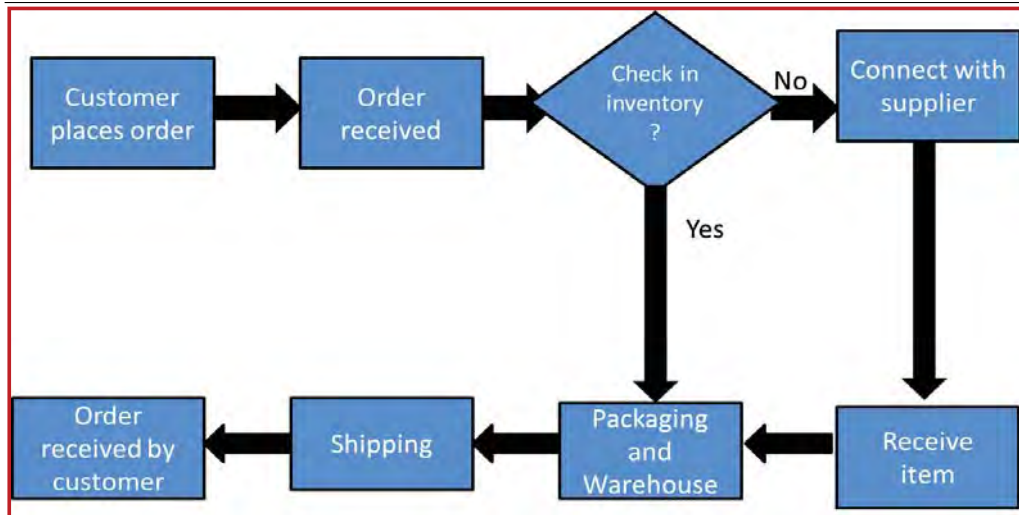 Customer
places order
Order
received
Check in
inventory
?
No
Connect with
supplier
Yes
Order
received by
customer
Shipping
Packaging
and
Warehouse
Receive
item